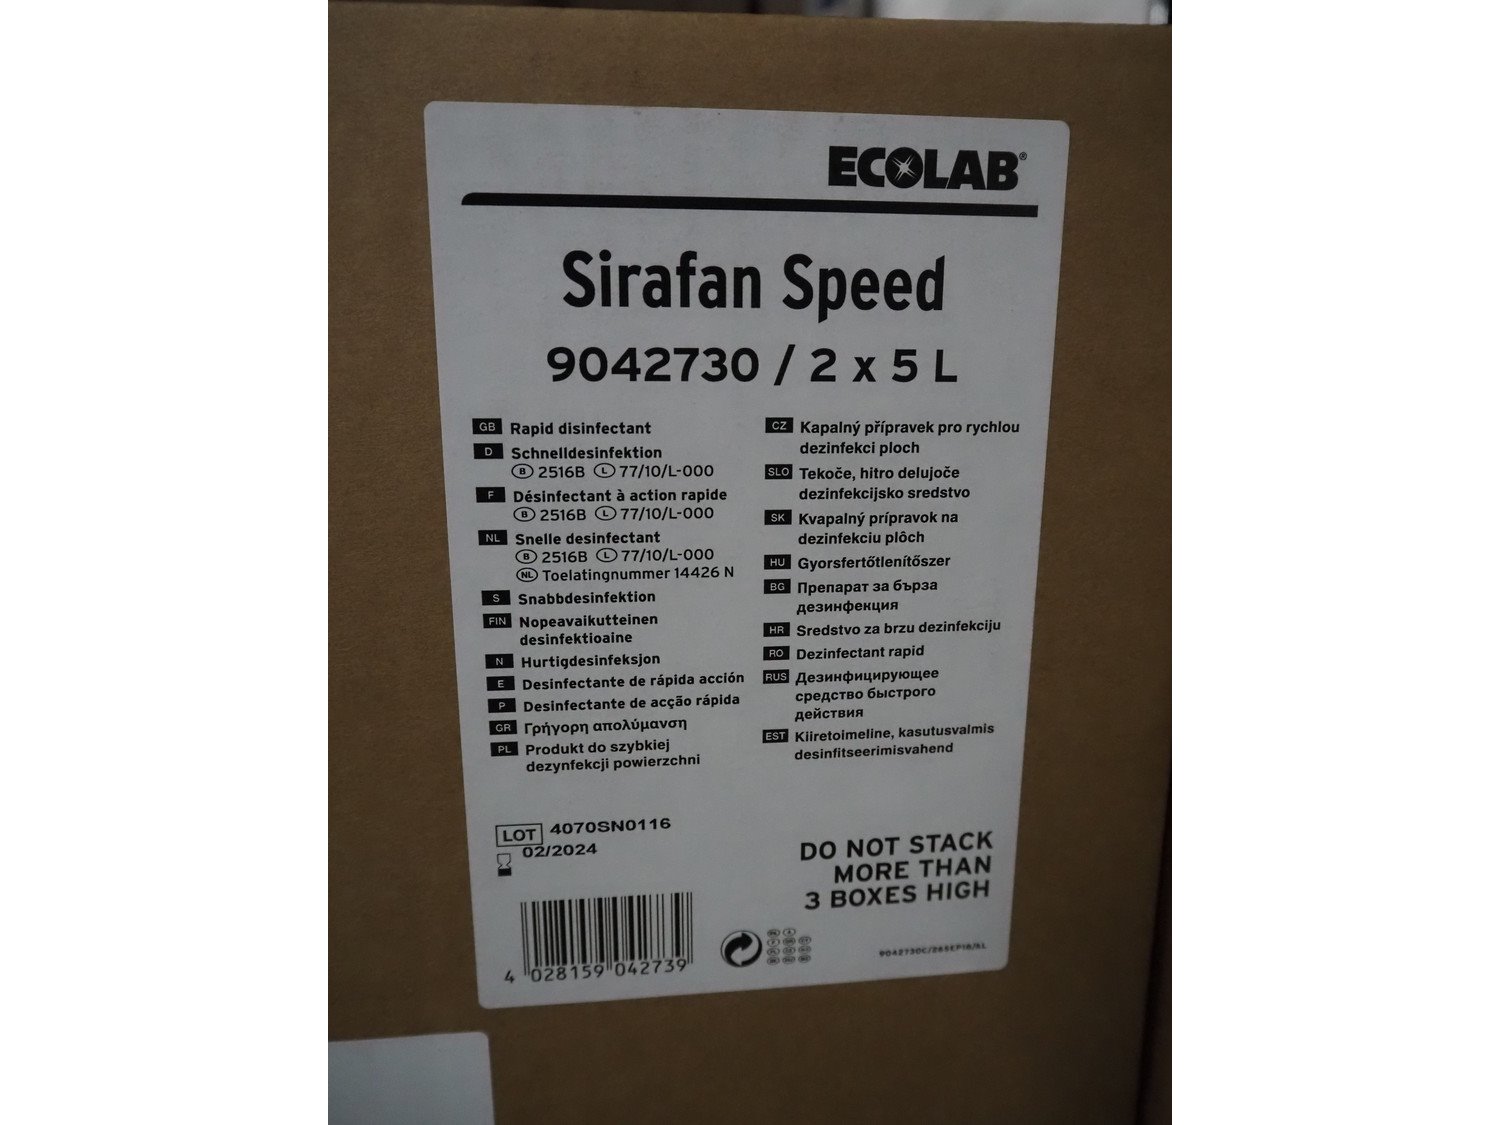 ECOLAB®
Sirafan Speed
9042730 / 2 x 5 L
GB Rapid disinfectant
D Schnelldesinfektion
B 2516B L 77/10/L-000
F Désinfectant à action rapide
B 2516B L 77/10/L-000
NL Snelle desinfectant
B 2516B L 77/10/L-000
NL Toelatingnummer 14426 N
S Snabbdesinfektion
FIN Nopeavaikutteinen
desinfektioaine
N Hurtigdesinfeksjon
E Desinfectante de rápida acción
P Desinfectante de acção rápida
GR Γρήγορη απολύμανση
PL Produkt do szybkiej
dezynfekcji powierzchni
CZ Kapalný přípravek pro rychlou
dezinfekci ploch
SLO Tekoče, hitro delujoče
dezinfekcijsko sredstvo
SK Kvapalný prípravok na
dezinfekciu plôch
HU Gyorsfertőtlenítőszer
BG Препарат за бърза
дезинфекция
HR Sredstvo za brzu dezinfekciju
RO Dezinfectant rapid
RUS Дезинфицирующее
средство быстрого
действия
EST Kiiretoimeline, kasutusvalmis
desinfitseerimisvahend
LOT 4070SN0116
02/2024
DO NOT STACK
MORE THAN
3 BOXES HIGH
4 028159 042739
9042730C/26SEP18/AL